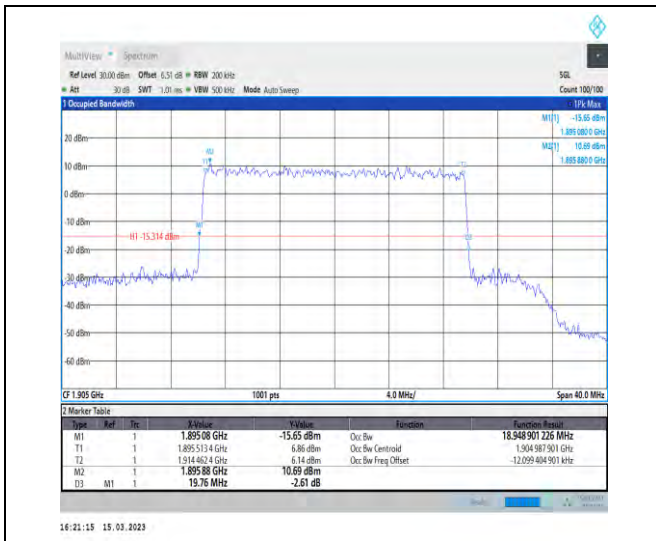 MultiView Spectrum
Ref Level 30.00 dBm Offset 6.51 dB RBW 200 kHz SGL
Att 30 dB SWT 1.01 ms VBW 500 kHz Mode Auto Sweep Count 100/100
1 Occupied Bandwidth 1Pk Max
M1[1] -15.65 dBm
1.895 080 0 GHz
M2[1] 10.69 dBm
1.895 880 0 GHz
20 dBm
M2
T1
10 dBm
0 dBm
-10 dBm
M1
H1 -15.314 dBm
-20 dBm
-30 dBm
-40 dBm
-50 dBm
-60 dBm
CF 1.905 GHz 1001 pts 4.0 MHz/ Span 40.0 MHz
2 Marker Table
Type Ref Trc X-Value Y-Value Function Function Result
M1 1 1.895 08 GHz -15.65 dBm Occ Bw 18.948 901 226 MHz
T1 1 1.895 513 4 GHz 6.86 dBm Occ Bw Centroid 1.904 987 901 GHz
T2 1 1.914 462 4 GHz 6.14 dBm Occ Bw Freq Offset -12.099 404 901 kHz
M2 1 1.895 88 GHz 10.69 dBm
D3 M1 1 19.76 MHz -2.61 dB
16:21:15 15.03.2023